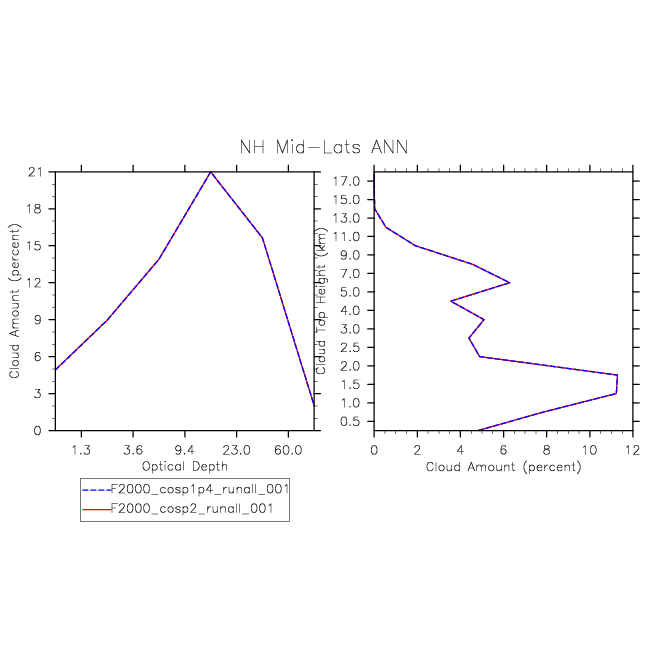 NH Mid-Lats ANN
Cloud Amount (percent)
21
18
15
12
9
6
3
0
1.3 3.6 9.4 23.0 60.0
Optical Depth
Cloud Top Height (km)
17.0
15.0
13.0
11.0
9.0
7.0
5.0
4.0
3.0
2.5
2.0
1.5
1.0
0.5
0 2 4 6 8 10 12
Cloud Amount (percent)
F2000_cosp1p4_runall_001
F2000_cosp2_runall_001